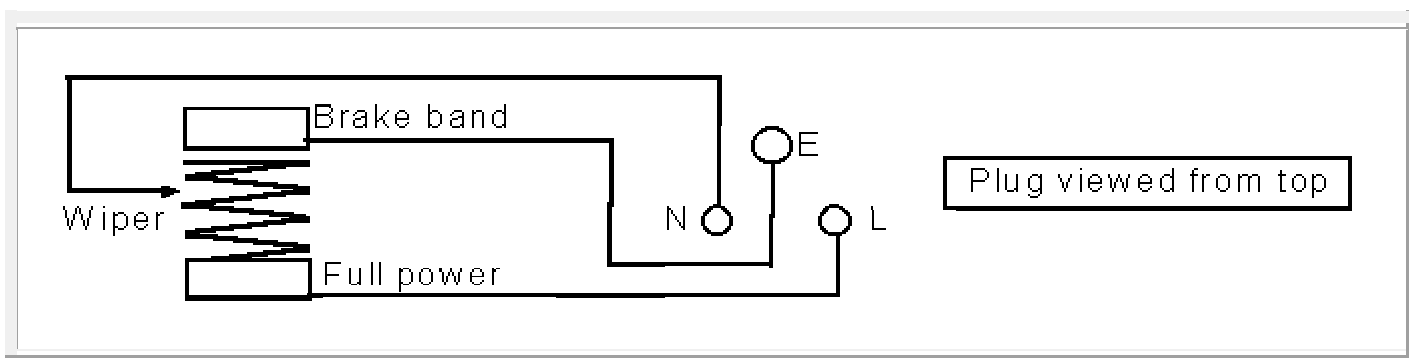 Brake band
E
Plug viewed from top
Wiper
N
L
Full power